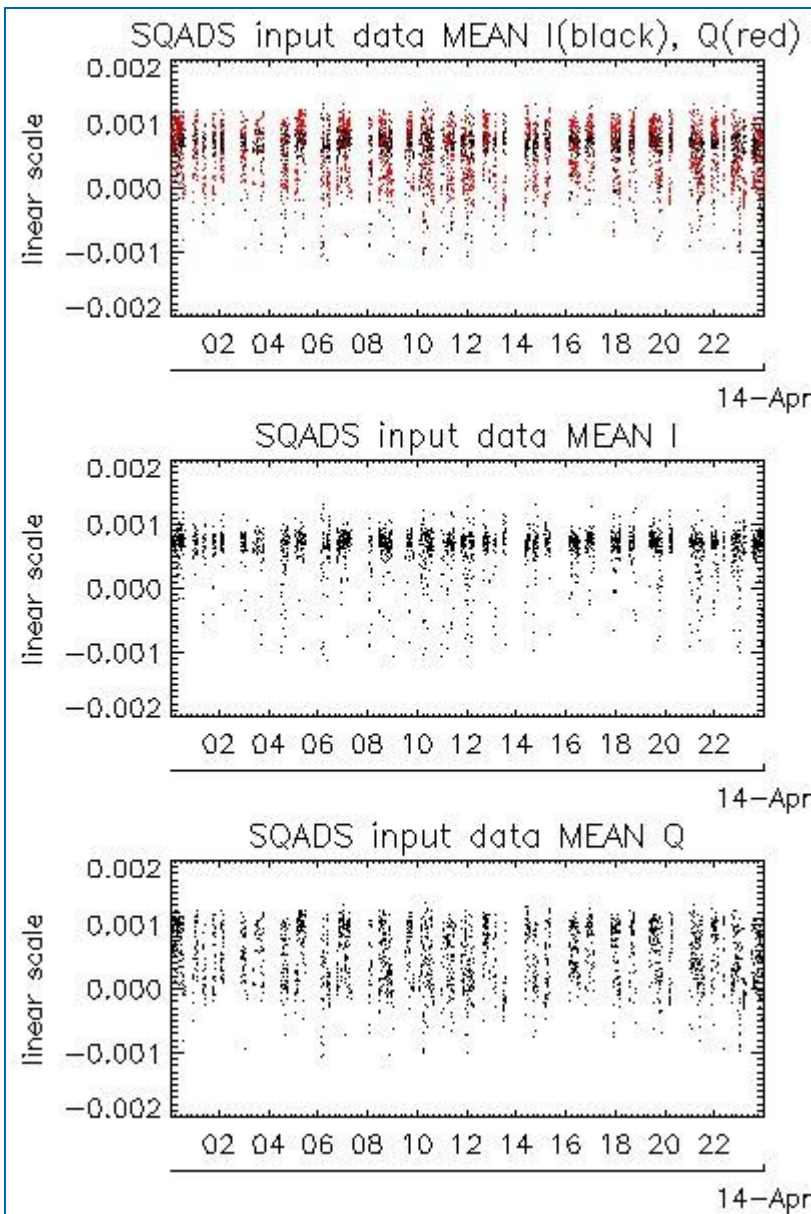 SQADS input data MEAN I(black), Q(red)
0.002
0.001
0.000
-0.001
-0.002
linear scale
02 04 06 08 10 12 14 16 18 20 22
14-Apr
SQADS input data MEAN I
0.002
0.001
0.000
-0.001
-0.002
linear scale
02 04 06 08 10 12 14 16 18 20 22
14-Apr
SQADS input data MEAN Q
0.002
0.001
0.000
-0.001
-0.002
linear scale
02 04 06 08 10 12 14 16 18 20 22
14-Apr